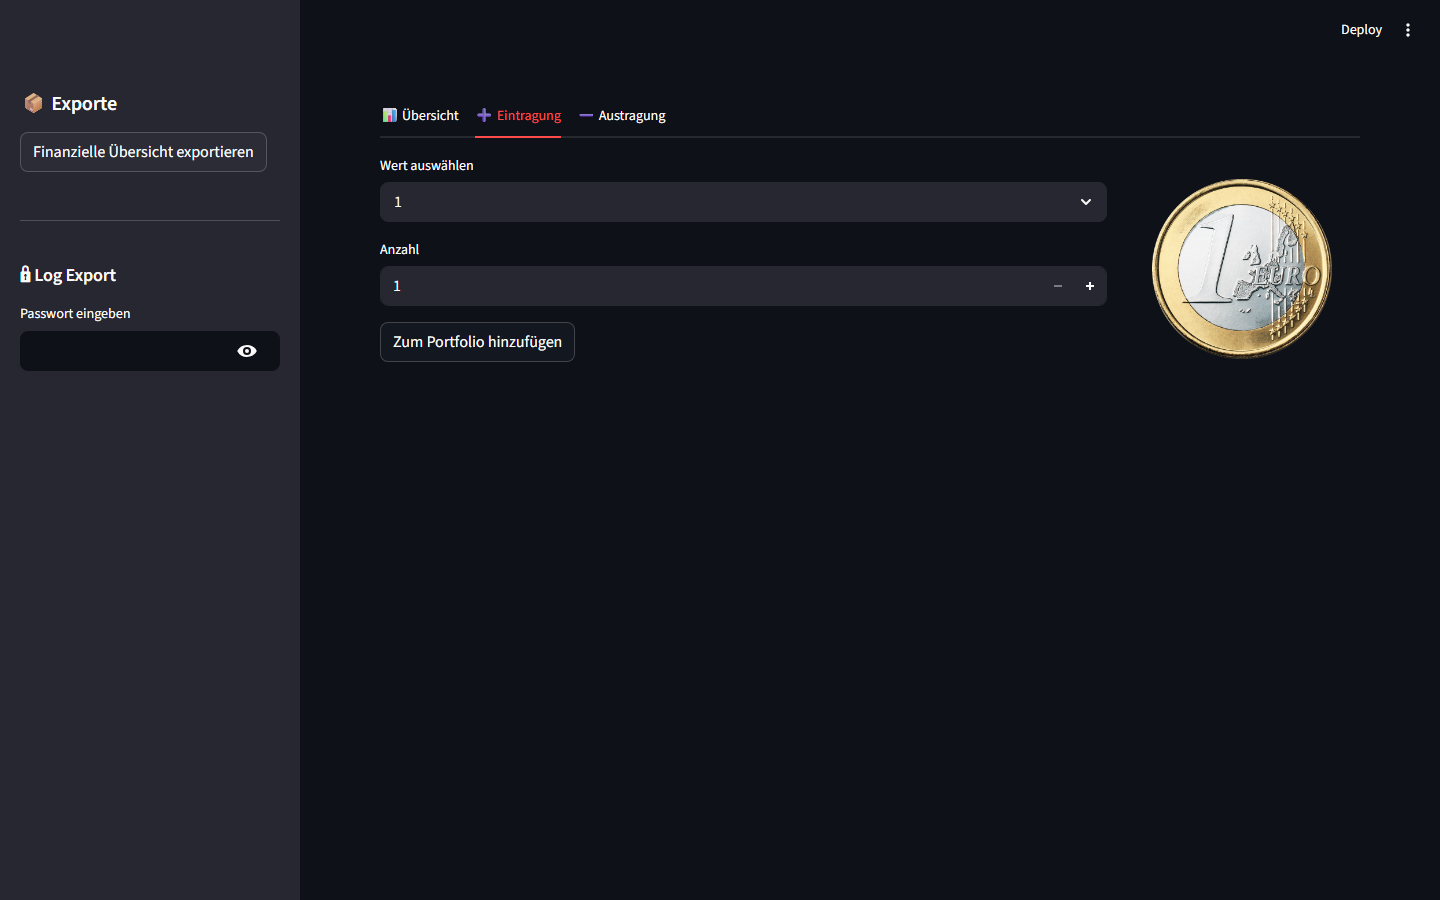 Deploy
Exporte
Finanzielle Übersicht exportieren
Log Export
Passwort eingeben
Übersicht
Eintragung
Austragung
Wert auswählen
1
Anzahl
1
Zum Portfolio hinzufügen
1 EURO